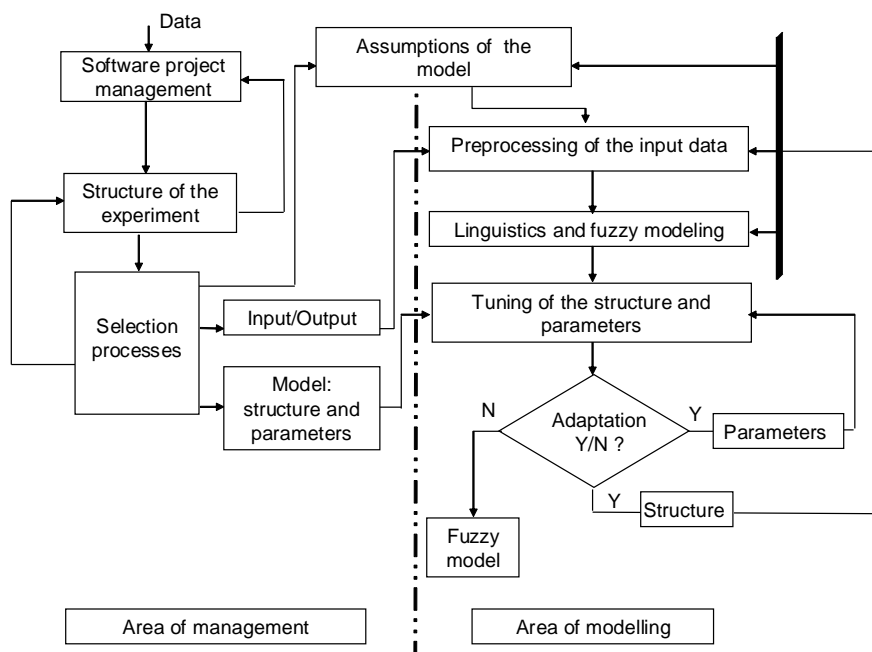 Data
Software project
management
Structure of the
experiment
Selection
processes
Input/Output
Model:
structure and
parameters
Assumptions of the
model
Preprocessing of the input data
Linguistics and fuzzy modeling
Tuning of the structure and
parameters
Adaptation
Y/N ?
N
Y
Parameters
Y
Structure
Fuzzy
model
Area of management
Area of modelling